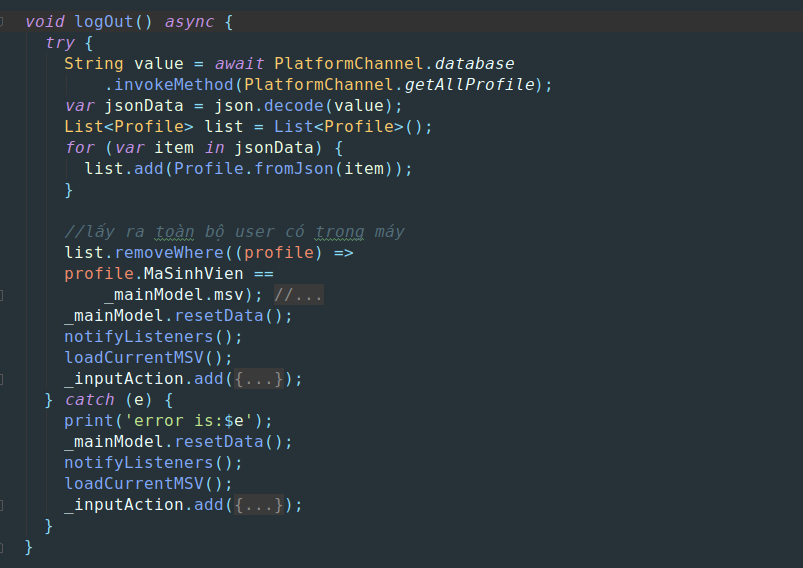 void logOut() async {
try {
String value = await PlatformChannel.database
.invokeMethod(PlatformChannel.getAllProfile);
var jsonData = json.decode(value);
List<Profile> list = List<Profile>();
for (var item in jsonData) {
list.add(Profile.fromJson(item));
}
//lấy ra toàn bộ user có trong máy
list.removeWhere((profile) =>
profile.MaSinhVien ==
_mainModel.msv); //...
_mainModel.resetData();
notifyListeners();
loadCurrentMSV();
_inputAction.add({...});
} catch (e) {
print('error is:$e');
_mainModel.resetData();
notifyListeners();
loadCurrentMSV();
_inputAction.add({...});
}
}